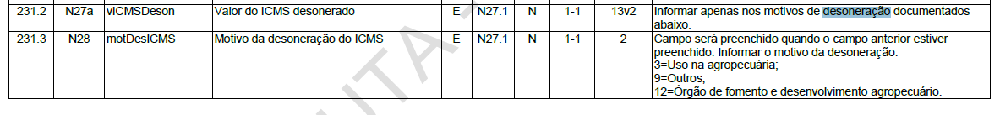 231.2 N27a vICMSDeson Valor do ICMS desonerado E N27.1 N 1-1 13v2 Informar apenas nos motivos de desoneração documentados
abaixo.
231.3 N28 motDesICMS Motivo da desoneração do ICMS E N27.1 N 1-1 2 Campo será preenchido quando o campo anterior estiver
preenchido. Informar o motivo da desoneração:
3=Uso na agropecuária;
9=Outros;
12=Órgão de fomento e desenvolvimento agropecuário.
UTA